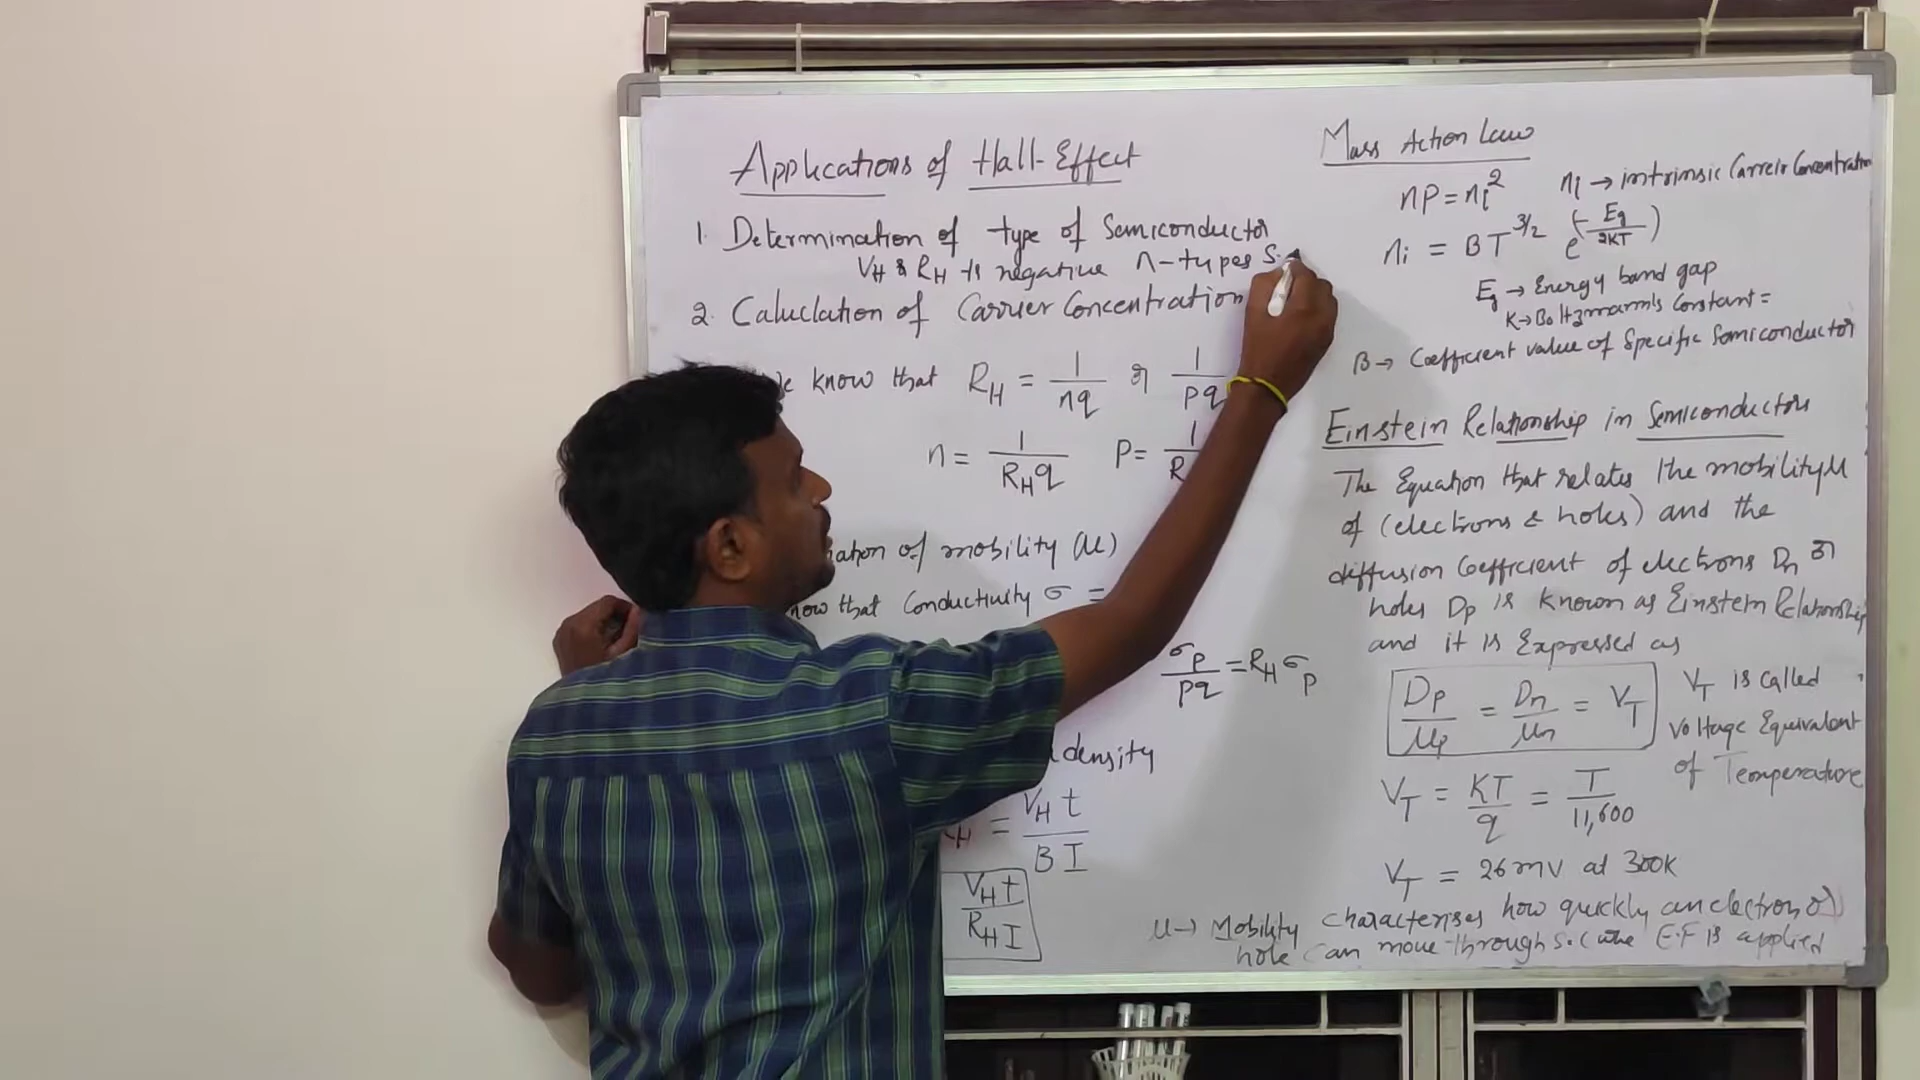 Applications of Hall-Effect
1. Determination of type of Semiconductor
VH & RH is negative n-types S.
2. Caluclation of Carrier Concentration
know that RH = 1/nq or 1/pq
n = 1/RHq P = 1/R
of mobility (μ)
now that Conductivity σ =
σp/pq = RH σp
density
= VH t/B I
VH t/RH I
Mass Action Law
np = ni²
ni → intrinsic Carreir Concentration
ni = B T^3/2 e^(-Eg/2KT)
Eg → Energy band gap
K → Boltzmann's Constant =
B → Coefficient value of Specific Semiconductor
Einstein Relationship in Semiconductors
The Equation that relates the mobility μ
of (electrons & holes) and the
diffusion Coefficient of electrons Dn or
holes Dp is known as Einstein Relationship
and it is Expressed as
Dp/μp = Dn/μn = VT
VT is called
voltage Equivalent
of Temperature
VT = KT/q = T/11,600
VT = 26mV at 300K
μ → Mobility characterises how quickly an electron or
hole can move through S.C E.F is applied